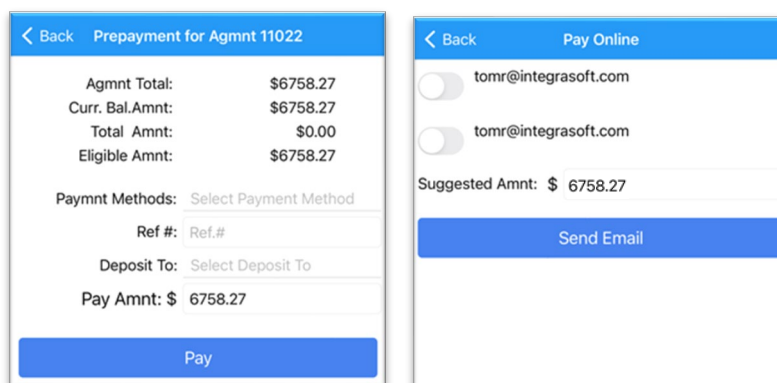 Back Prepayment for Agmnt 11022
Agmnt Total: $6758.27
Curr. Bal.Amnt: $6758.27
Total Amnt: $0.00
Eligible Amnt: $6758.27
Paymnt Methods: Select Payment Method
Ref #: Ref.#
Deposit To: Select Deposit To
Pay Amnt: $ 6758.27
Pay
Back Pay Online
tomr@integrasoft.com
tomr@integrasoft.com
Suggested Amnt: $ 6758.27
Send Email